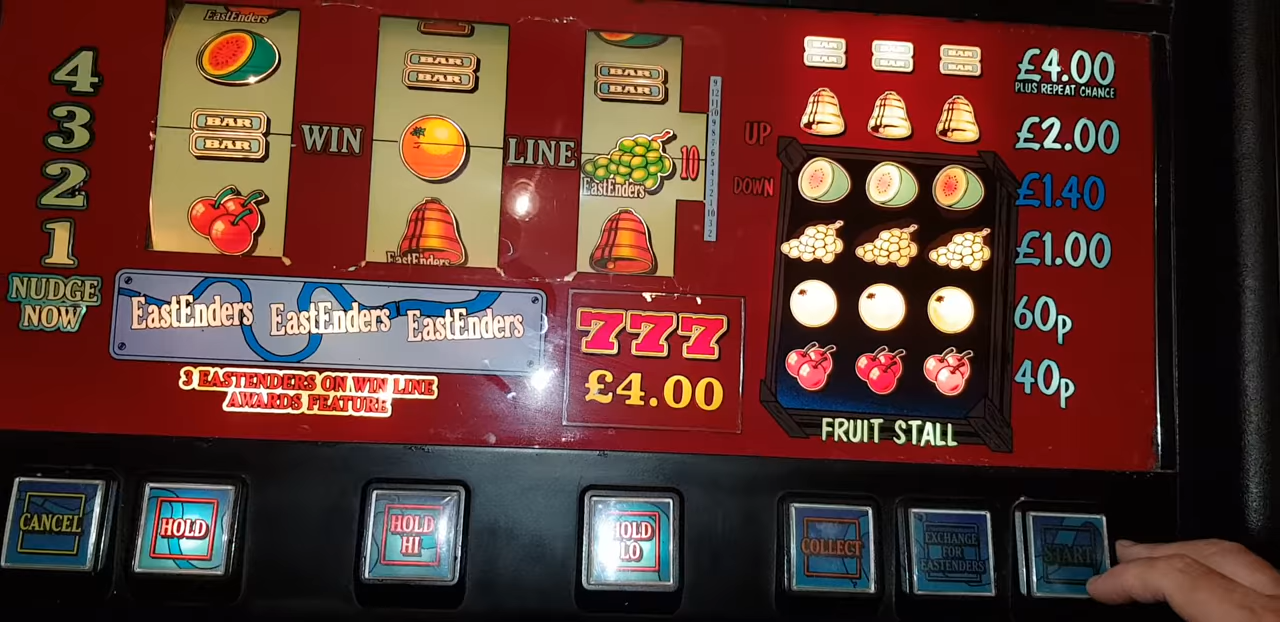 EastEnders
4
3
2
1
NUDGE
NOW
BAR
BAR
WIN
BAR
BAR
EastEnders
LINE
BAR
BAR
EastEnders
10
UP
DOWN
BAR BAR BAR
BAR BAR BAR
£4.00
PLUS REPEAT CHANCE
£2.00
£1.40
£1.00
60p
40p
FRUIT STALL
EastEnders EastEnders EastEnders
3 EASTENDERS ON WIN LINE
AWARDS FEATURE
777
£4.00
CANCEL
HOLD
HOLD
HI
HOLD
LO
COLLECT
EXCHANGE
FOR
EASTENDERS
START